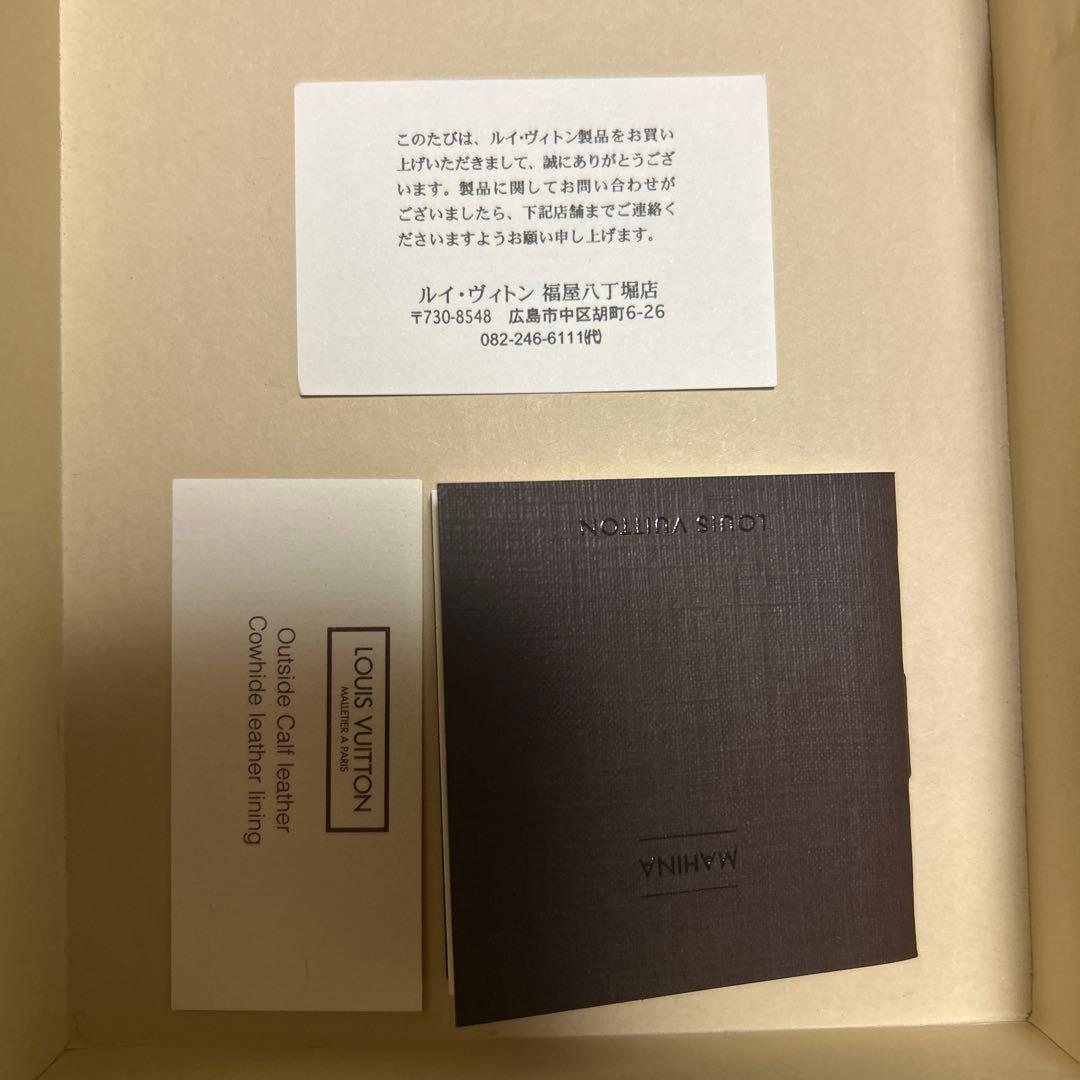 このたびは、ルイ・ヴィトン製品をお買い
上げいただきまして、誠にありがとうござ
います。製品に関してお問い合わせが
ございましたら、下記店舗までご連絡く
ださいますようお願い申し上げます。
ルイ・ヴィトン 福屋八丁堀店
〒730-8548 広島市中区胡町6-26
082-246-6111㈹
LOUIS VUITTON
MALLETIER A PARIS
Outside Calf leather
Cowhide leather lining
LOUIS VUITTON
MAHINA